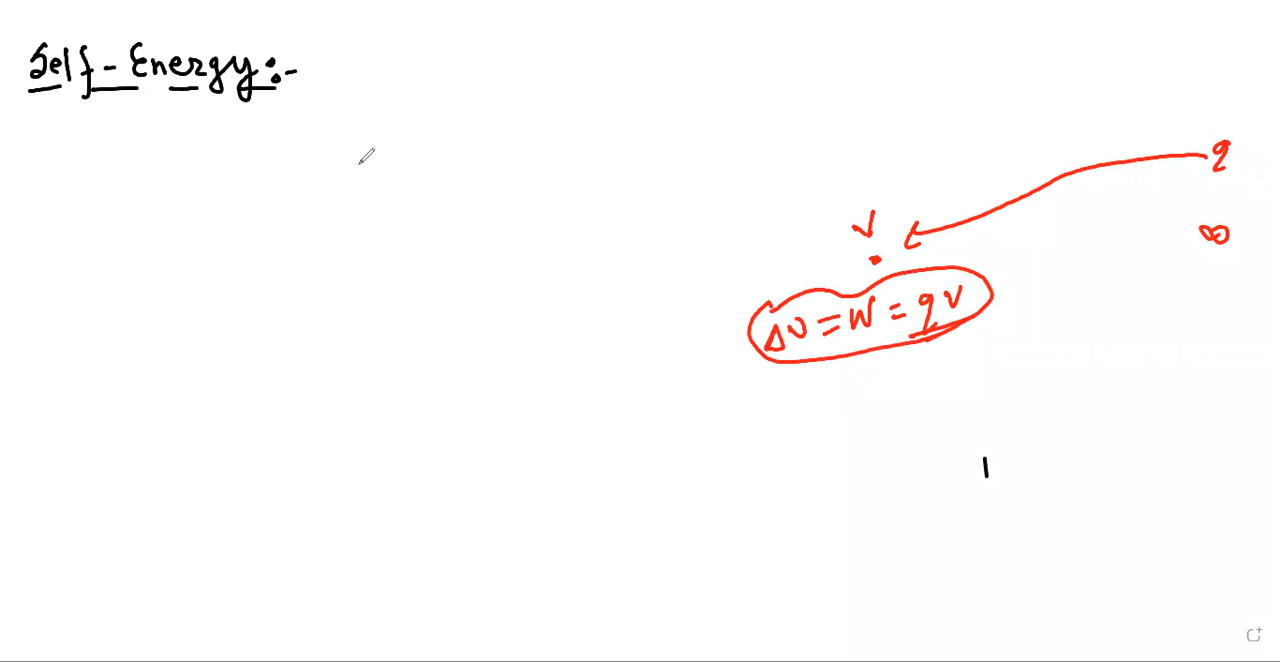 Self-Energy:-
q
∞
V
ΔU = W = qV